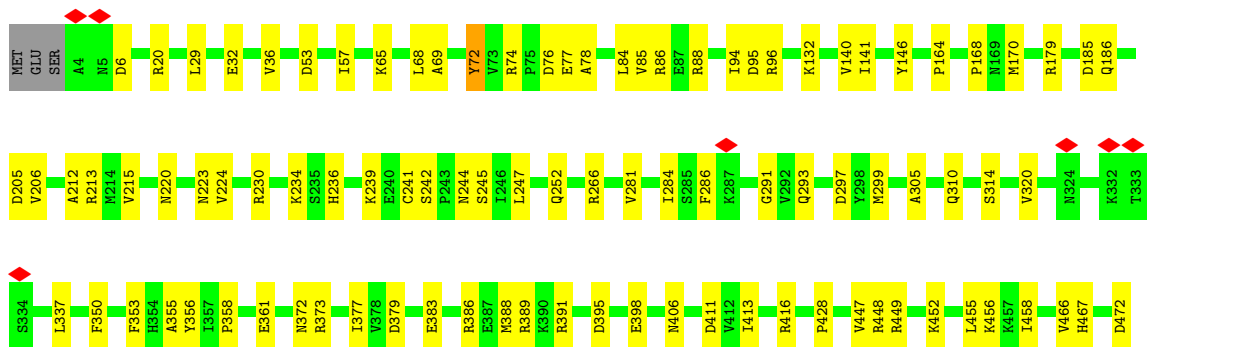 MET GLU SER A4 N5 D6 R20 L29 E32 V36 D53 I57 K65 L68 A69 Y72 V73 R74 P75 D76 E77 A78 L84 V85 R86 E87 R88 I94 D95 R96 K132 V140 I141 Y146 P164 P168 N169 M170 R179 D185 Q186
D205 V206 A212 R213 M214 V215 N220 N223 V224 R230 K234 S235 H236 K239 E240 C241 S242 P243 N244 S245 I246 L247 Q252 R266 V281 I284 S285 F286 K287 G291 V292 Q293 D297 Y298 M299 A305 Q310 S314 V320 N324 K332 T333
S334 L337 F350 F353 H354 A355 Y356 I357 P358 E361 N372 R373 I377 V378 D379 E383 R386 E387 M388 R389 K390 R391 D395 E398 N406 D411 V412 I413 R416 P428 V447 R448 R449 K452 L455 K456 K457 I458 V466 H467 D472